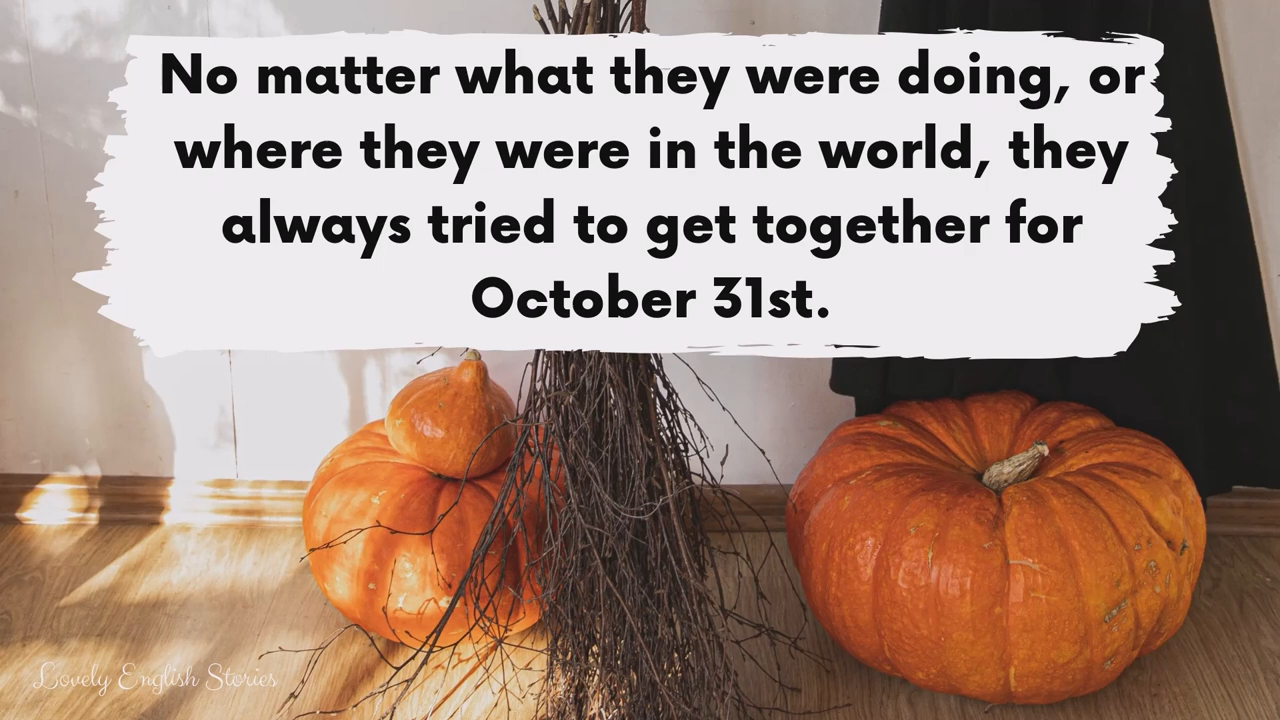 No matter what they were doing, or
where they were in the world, they
always tried to get together for
October 31st.
Lovely English Stories